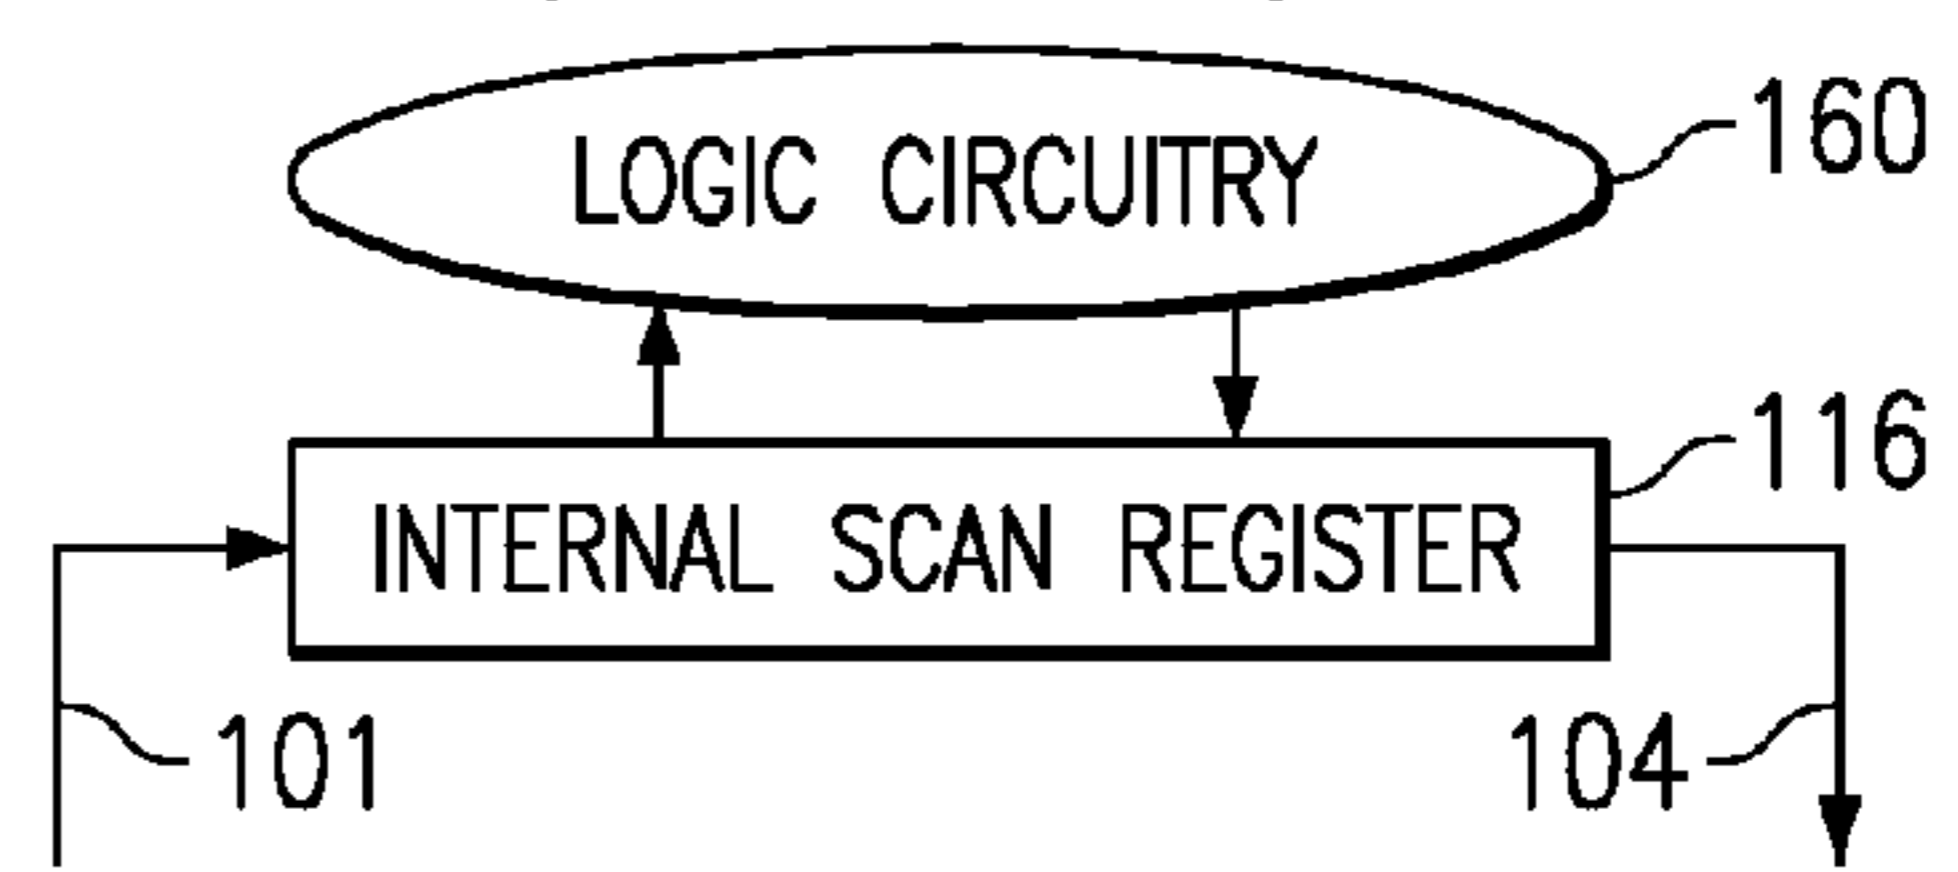 LOGIC CIRCUITRY
160
116
INTERNAL SCAN REGISTER
101
104